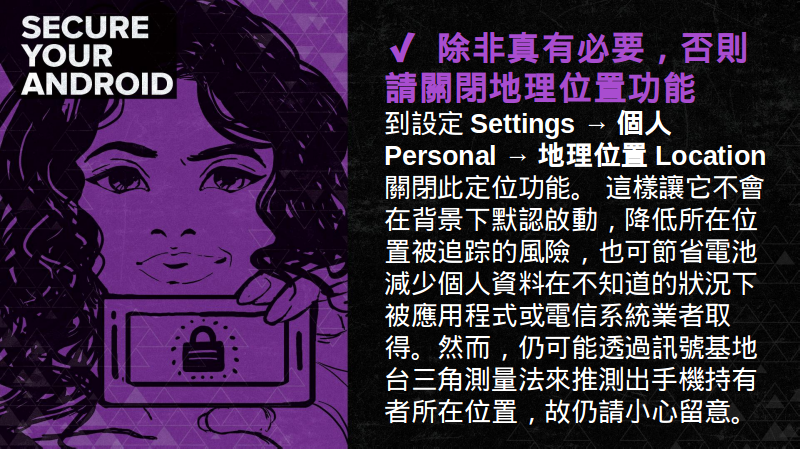 SECURE
YOUR
ANDROID
✓ 除非真有必要，否則
請關閉地理位置功能
到設定 Settings → 個人
Personal → 地理位置 Location
關閉此定位功能。 這樣讓它不會
在背景下默認啟動，降低所在位
置被追踪的風險，也可節省電池
減少個人資料在不知道的狀況下
被應用程式或電信系統業者取
得。然而，仍可能透過訊號基地
台三角測量法來推測出手機持有
者所在位置，故仍請小心留意。